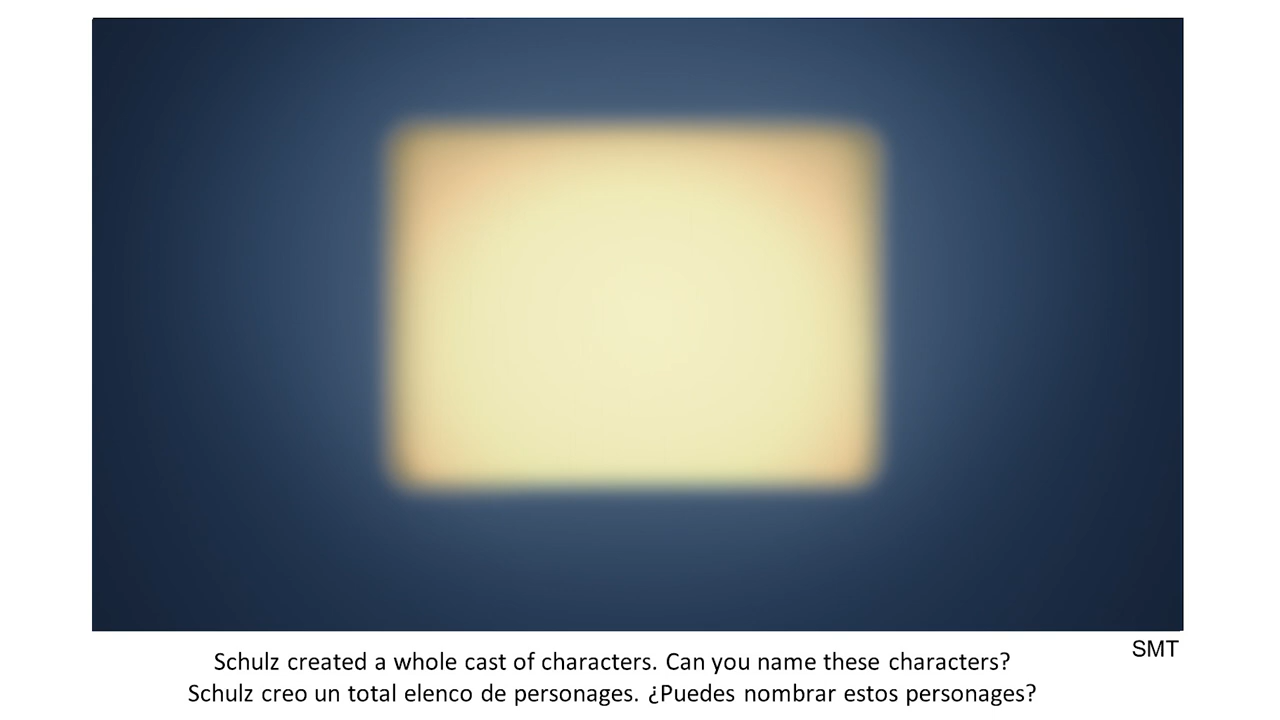 SMT
Schulz created a whole cast of characters. Can you name these characters?
Schulz creo un total elenco de personages. ¿Puedes nombrar estos personages?